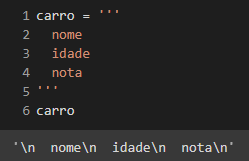 1 carro = '''
2   nome
3   idade
4   nota
5 '''
6 carro
'\n  nome\n  idade\n  nota\n'